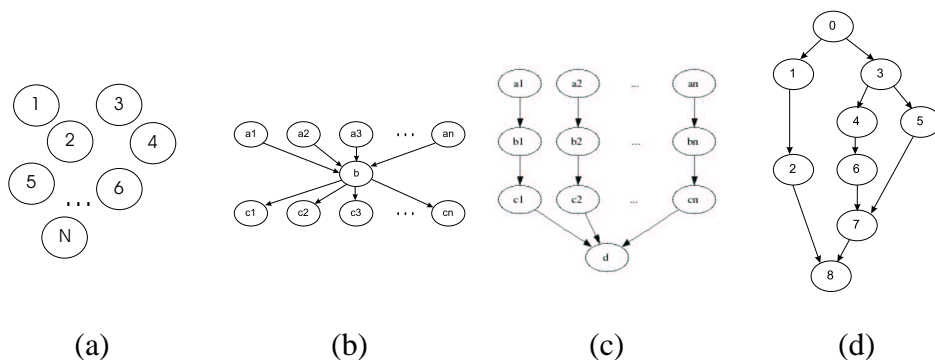 1 3
2 4
5 6
...
N
(a)
a1 a2 a3 ... an
b
c1 c2 c3 ... cn
(b)
a1 a2 ... an
b1 b2 ... bn
c1 c2 ... cn
d
(c)
0
1 3
4 5
2 6
7
8
(d)